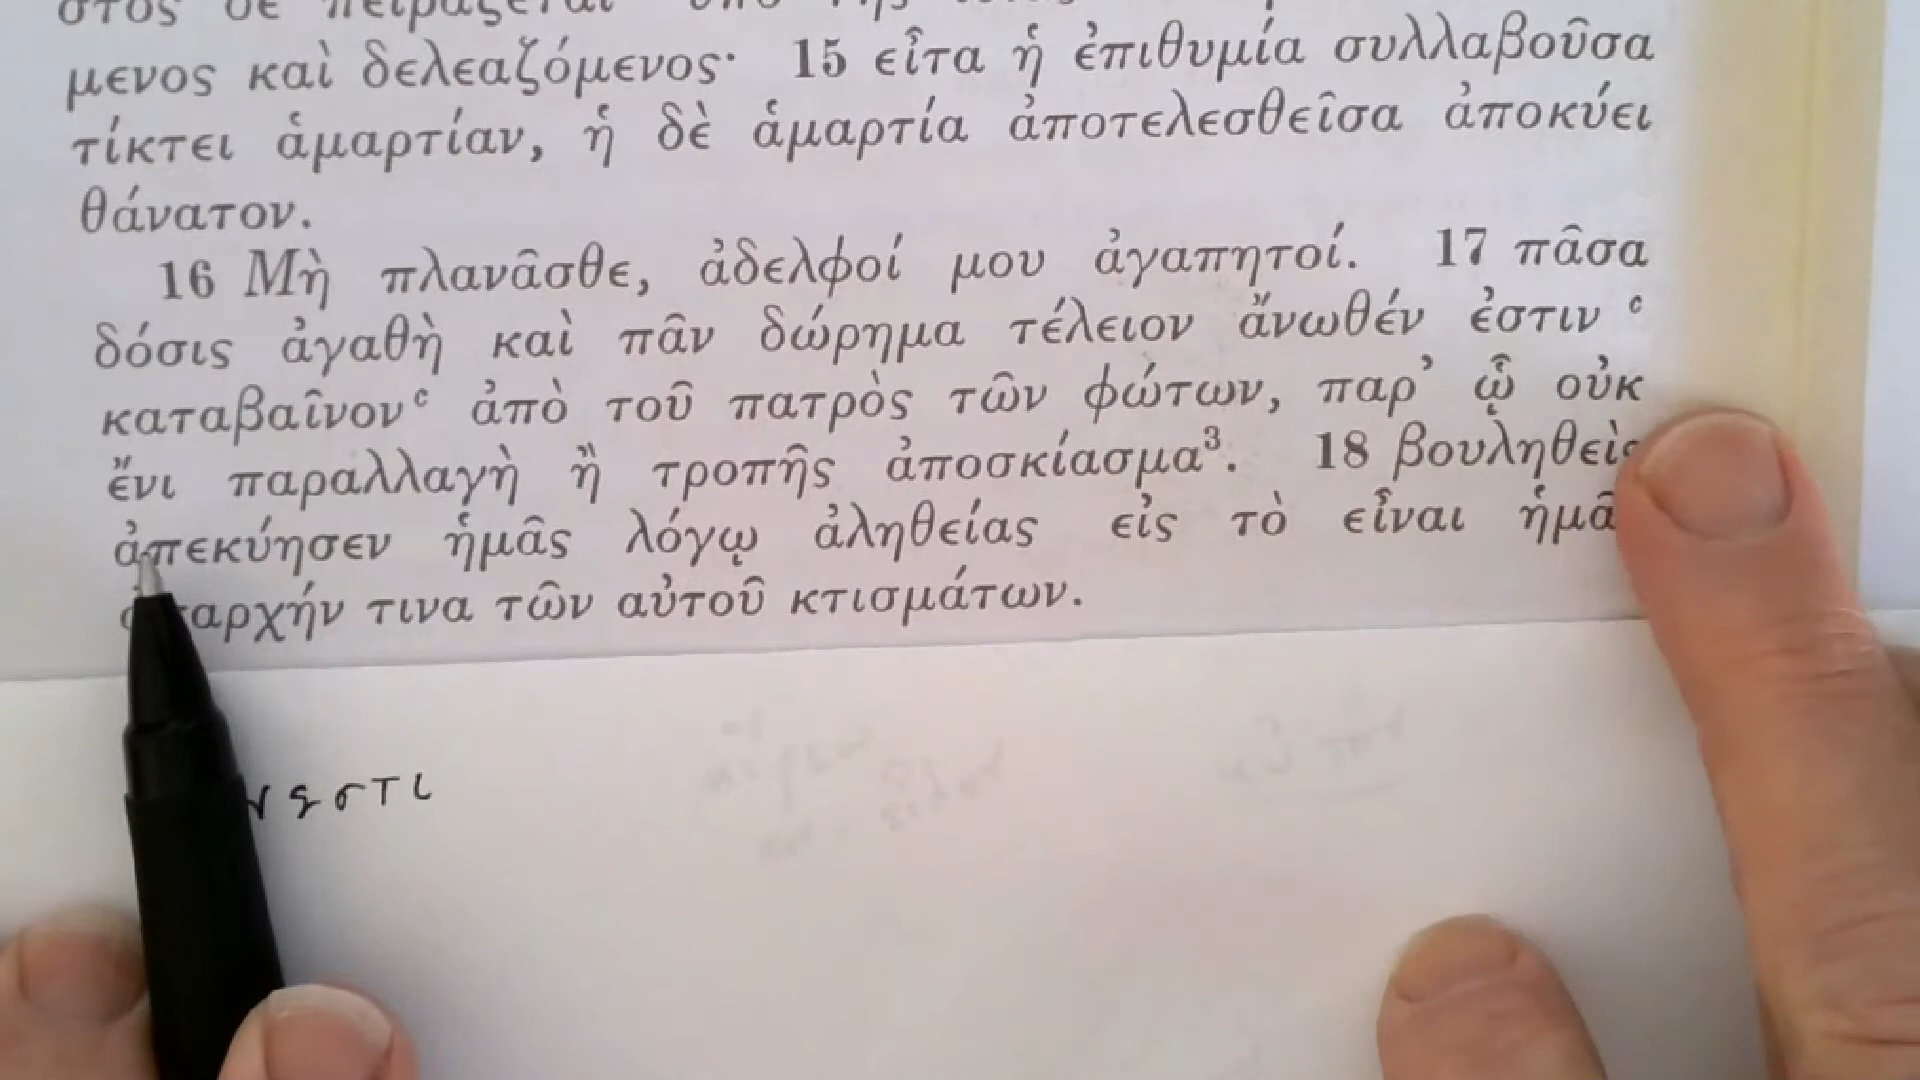 μενος καὶ δελεαζόμενος· 15 εἶτα ἡ ἐπιθυμία συλλαβοῦσα
τίκτει ἁμαρτίαν, ἡ δὲ ἁμαρτία ἀποτελεσθεῖσα ἀποκύει
θάνατον.
16 Μὴ πλανᾶσθε, ἀδελφοί μου ἀγαπητοί. 17 πᾶσα
δόσις ἀγαθὴ καὶ πᾶν δώρημα τέλειον ἄνωθέν ἐστιν ᶜ
καταβαῖνονᶜ ἀπὸ τοῦ πατρὸς τῶν φώτων, παρ’ ᾧ οὐκ
ἔνι παραλλαγὴ ἢ τροπῆς ἀποσκίασμα³. 18 βουληθεὶς
ἀπεκύησεν ἡμᾶς λόγῳ ἀληθείας εἰς τὸ εἶναι ἡμᾶ
τινα τῶν αὐτοῦ κτισμάτων.